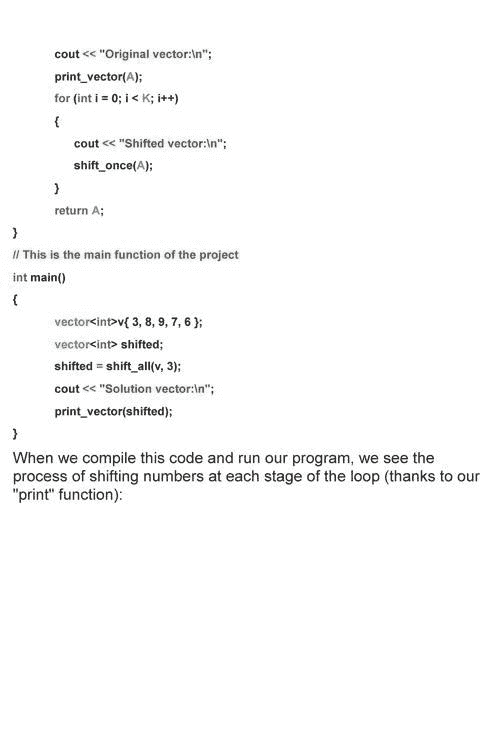 cout << "Original vector:\n";
print_vector(A);
for (int i = 0; i < K; i++)
{
cout << "Shifted vector:\n";
shift_once(A);
}
return A;
}
// This is the main function of the project
int main()
{
vector<int>v{ 3, 8, 9, 7, 6 };
vector<int> shifted;
shifted = shift_all(v, 3);
cout << "Solution vector:\n";
print_vector(shifted);
}
When we compile this code and run our program, we see the
process of shifting numbers at each stage of the loop (thanks to our
"print" function):